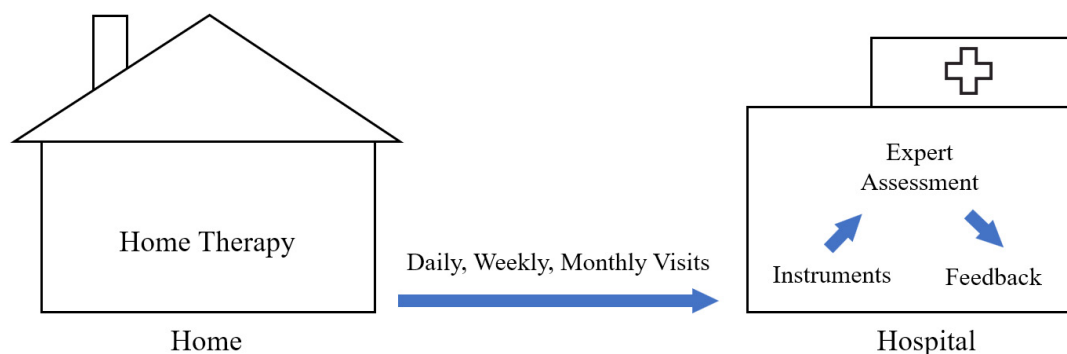 Home Therapy
Home
Daily, Weekly, Monthly Visits
Expert
Assessment
Instruments
Feedback
Hospital